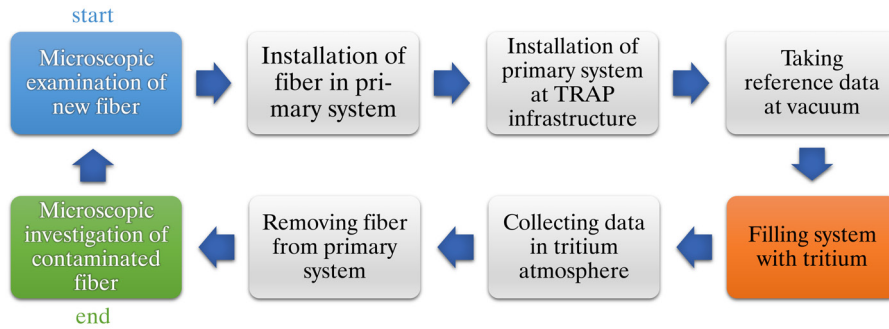 start
Microscopic
examination of
new fiber
Installation of
fiber in pri-
mary system
Installation of
primary system
at TRAP
infrastructure
Taking
reference data
at vacuum
Microscopic
investigation of
contaminated
fiber
Removing fiber
from primary
system
Collecting data
in tritium
atmosphere
Filling system
with tritium
end